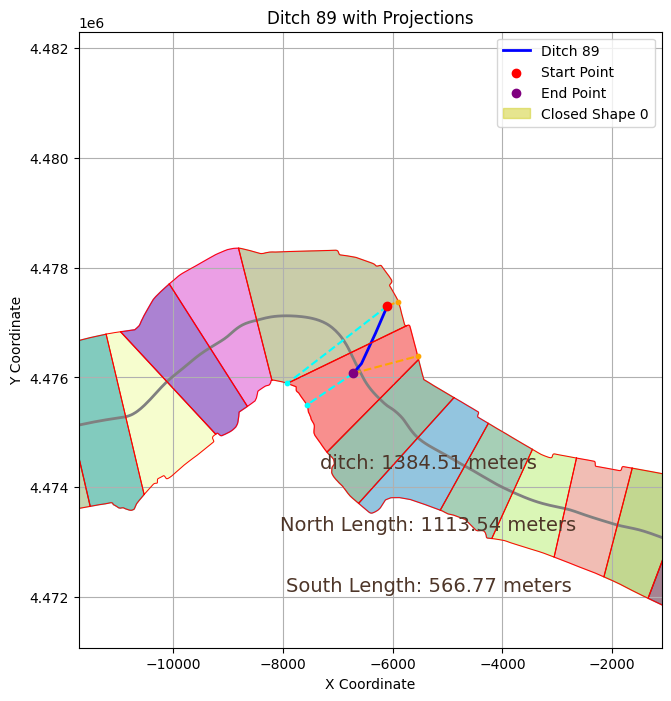 Ditch 89 with Projections
1e6
Ditch 89
Start Point
End Point
Closed Shape 0
4.482
4.480
4.478
4.476
4.474
4.472
Y Coordinate
ditch: 1384.51 meters
North Length: 1113.54 meters
South Length: 566.77 meters
−10000 −8000 −6000 −4000 −2000
X Coordinate